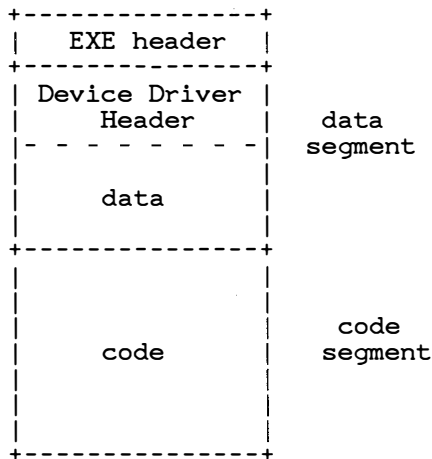 EXE header
Device Driver
Header
data
segment
data
code
code
segment